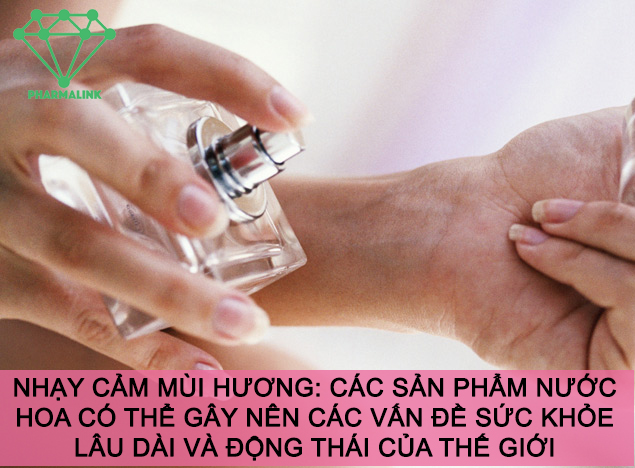 PHARMALINK
NHẠY CẢM MÙI HƯƠNG: CÁC SẢN PHẨM NƯỚC
HOA CÓ THỂ GÂY NÊN CÁC VẤN ĐỀ SỨC KHỎE
LÂU DÀI VÀ ĐỘNG THÁI CỦA THẾ GIỚI